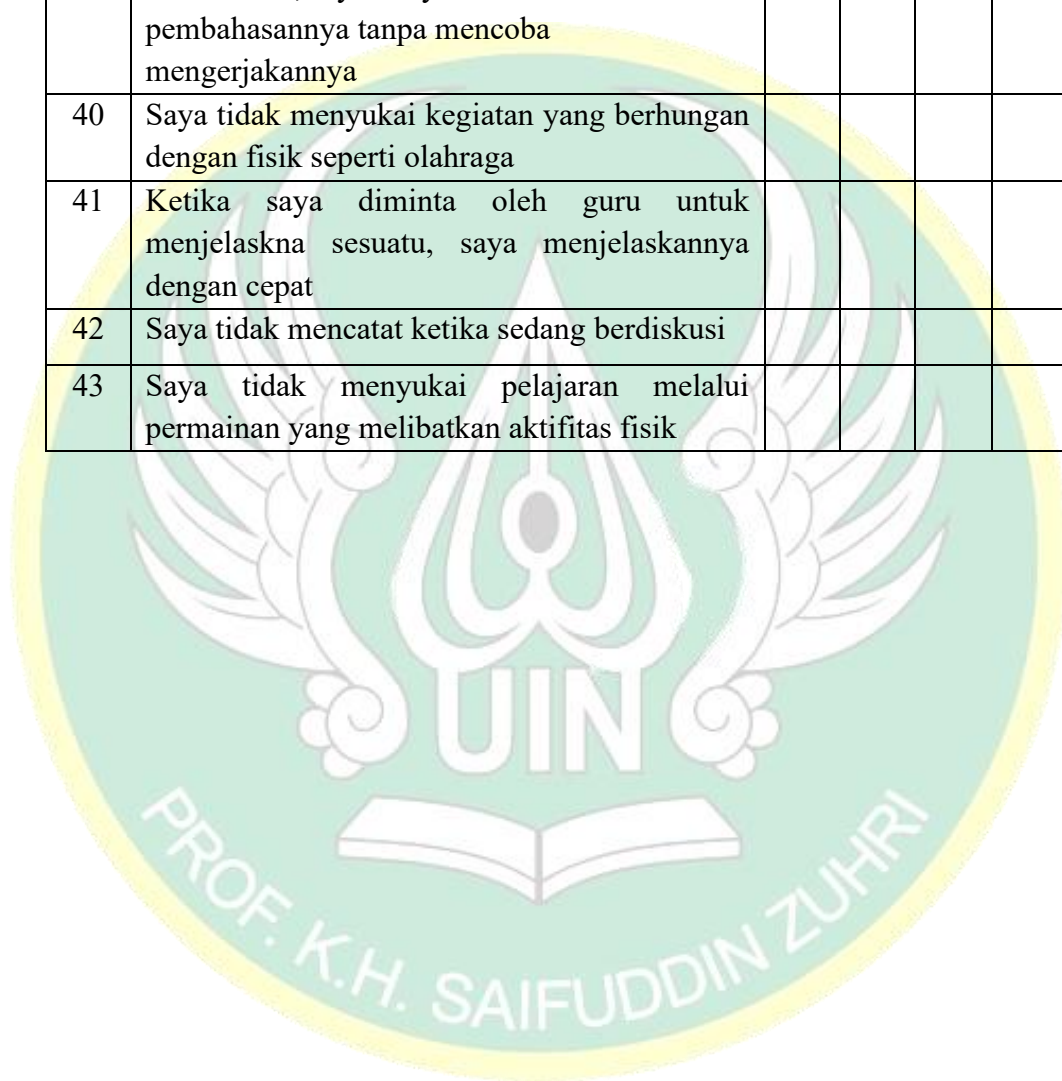 pembahasannya tanpa mencoba
mengerjakannya
40 Saya tidak menyukai kegiatan yang berhungan
dengan fisik seperti olahraga
41 Ketika saya diminta oleh guru untuk
menjelaskna sesuatu, saya menjelaskannya
dengan cepat
42 Saya tidak mencatat ketika sedang berdiskusi
43 Saya tidak menyukai pelajaran melalui
permainan yang melibatkan aktifitas fisik
UIN
PROF. K.H. SAIFUDDIN ZUHRI